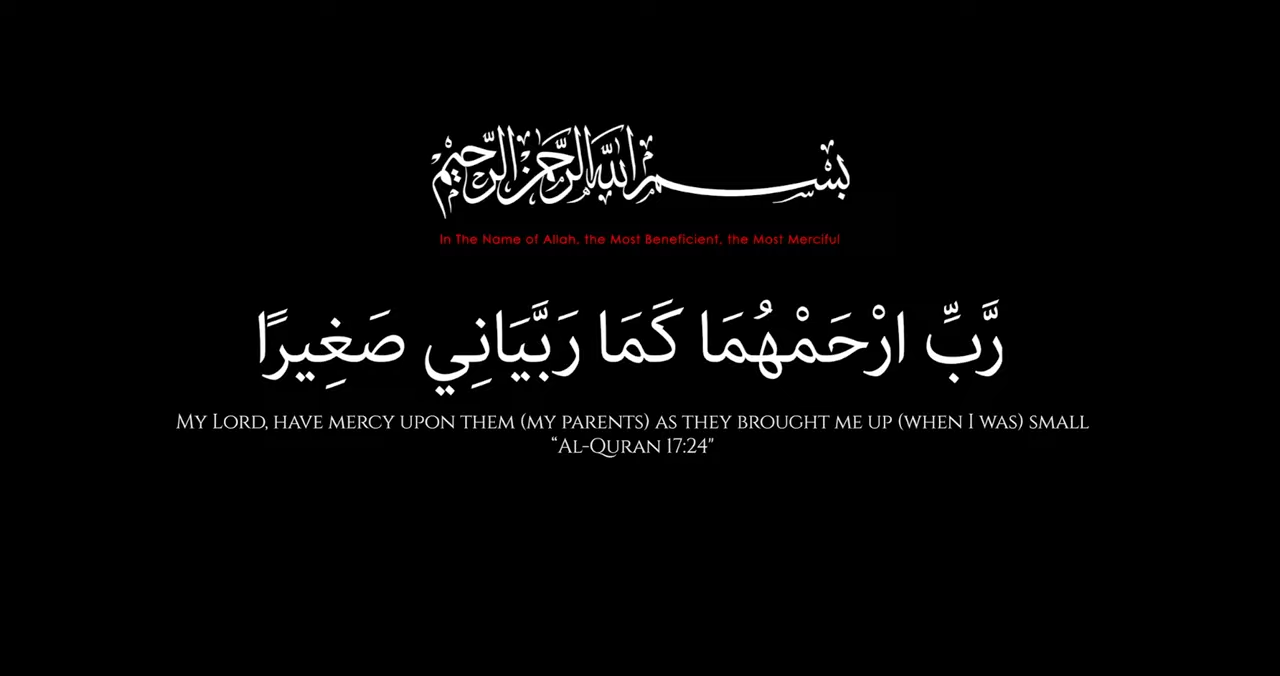 بسم الله الرحمن الرحيم
In The Name of Allah, the Most Beneficient, the Most Merciful
رَّبِّ ارْحَمْهُمَا كَمَا رَبَّيَانِي صَغِيرًا
My Lord, have mercy upon them (my parents) as they brought me up (when I was) small
“Al-Quran 17:24"